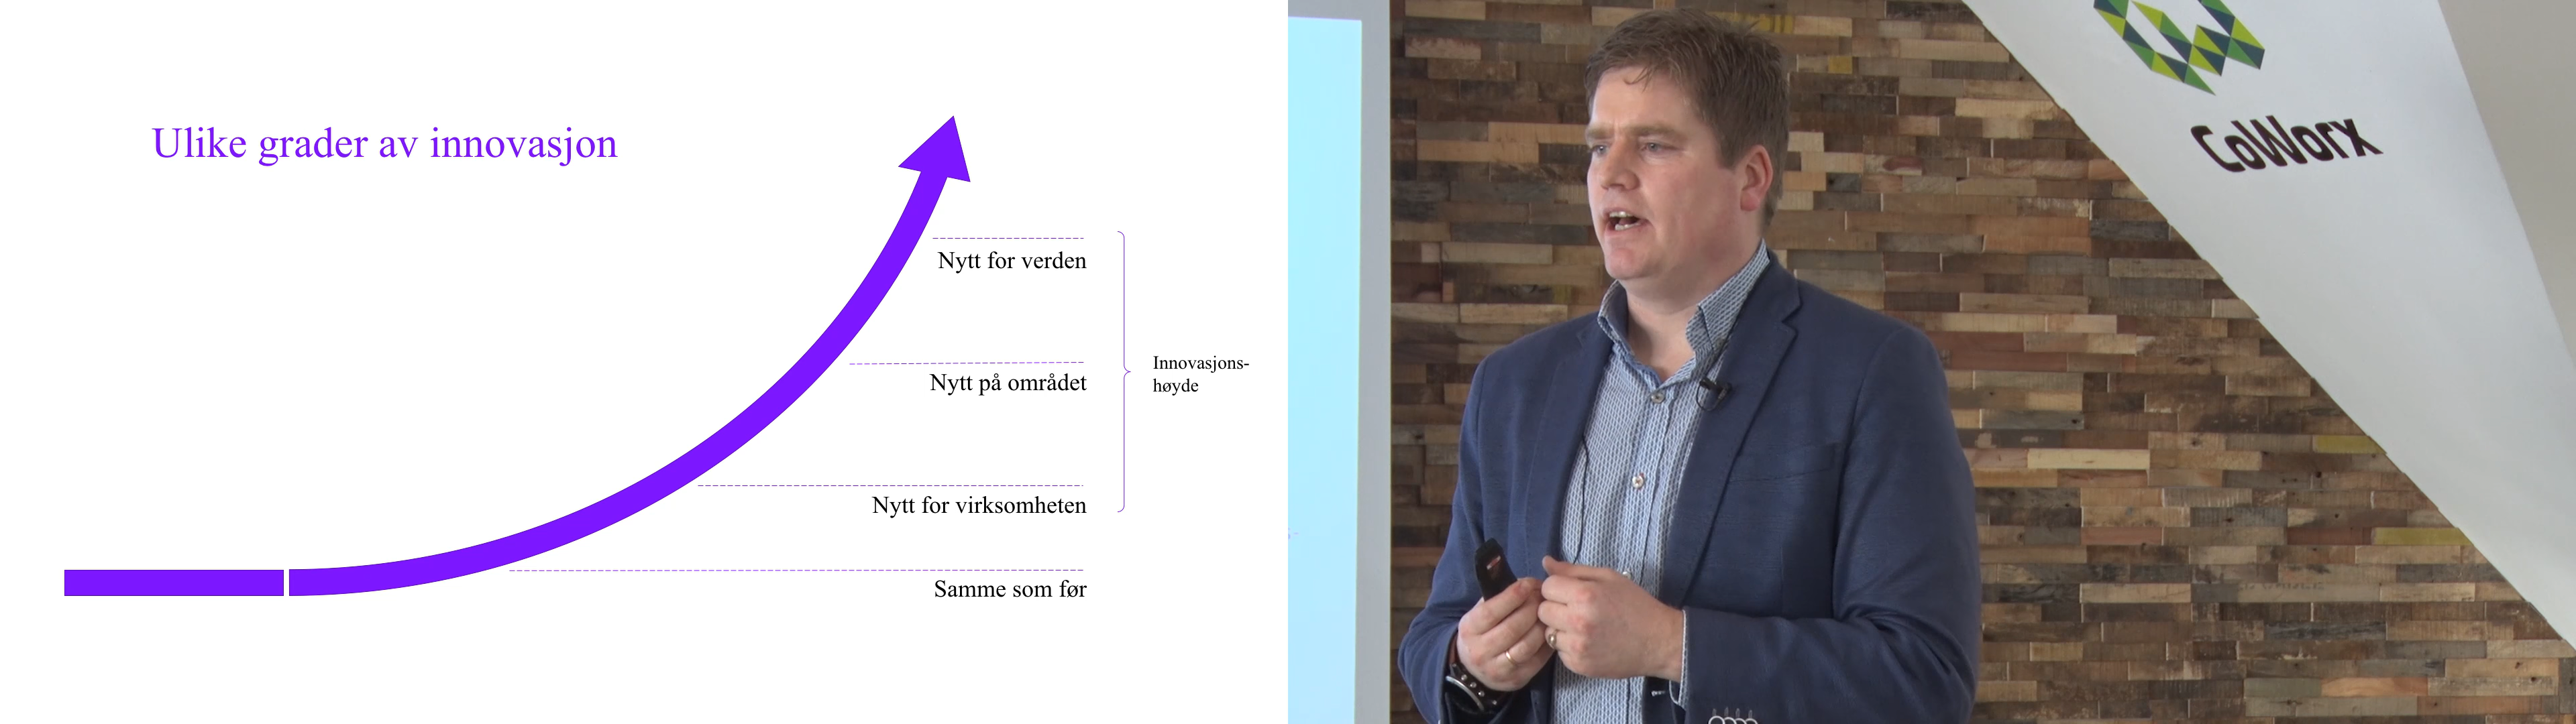 Ulike grader av innovasjon
Nytt for verden
Nytt på området
Innovasjons-
høyde
Nytt for virksomheten
Samme som før
CoWorx